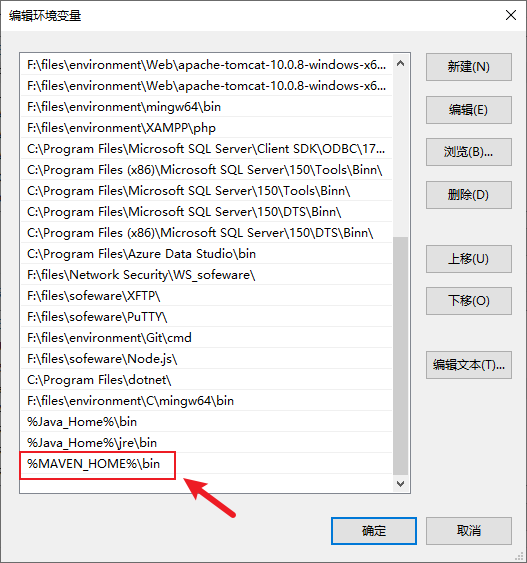 编辑环境变量
F:\files\environment\Web\apache-tomcat-10.0.8-windows-x6...
F:\files\environment\Web\apache-tomcat-10.0.8-windows-x6...
F:\files\environment\mingw64\bin
F:\files\environment\XAMPP\php
C:\Program Files\Microsoft SQL Server\Client SDK\ODBC\17...
C:\Program Files (x86)\Microsoft SQL Server\150\Tools\Binn\
C:\Program Files\Microsoft SQL Server\150\Tools\Binn\
C:\Program Files\Microsoft SQL Server\150\DTS\Binn\
C:\Program Files (x86)\Microsoft SQL Server\150\DTS\Binn\
C:\Program Files\Azure Data Studio\bin
F:\files\Network Security\WS_sofeware\
F:\files\sofeware\XFTP\
F:\files\sofeware\PuTTY\
F:\files\environment\Git\cmd
F:\files\sofeware\Node.js\
C:\Program Files\dotnet\
F:\files\environment\C\mingw64\bin
%Java_Home%\bin
%Java_Home%\jre\bin
%MAVEN_HOME%\bin
新建(N)
编辑(E)
浏览(B)...
删除(D)
上移(U)
下移(O)
编辑文本(T)...
确定
取消